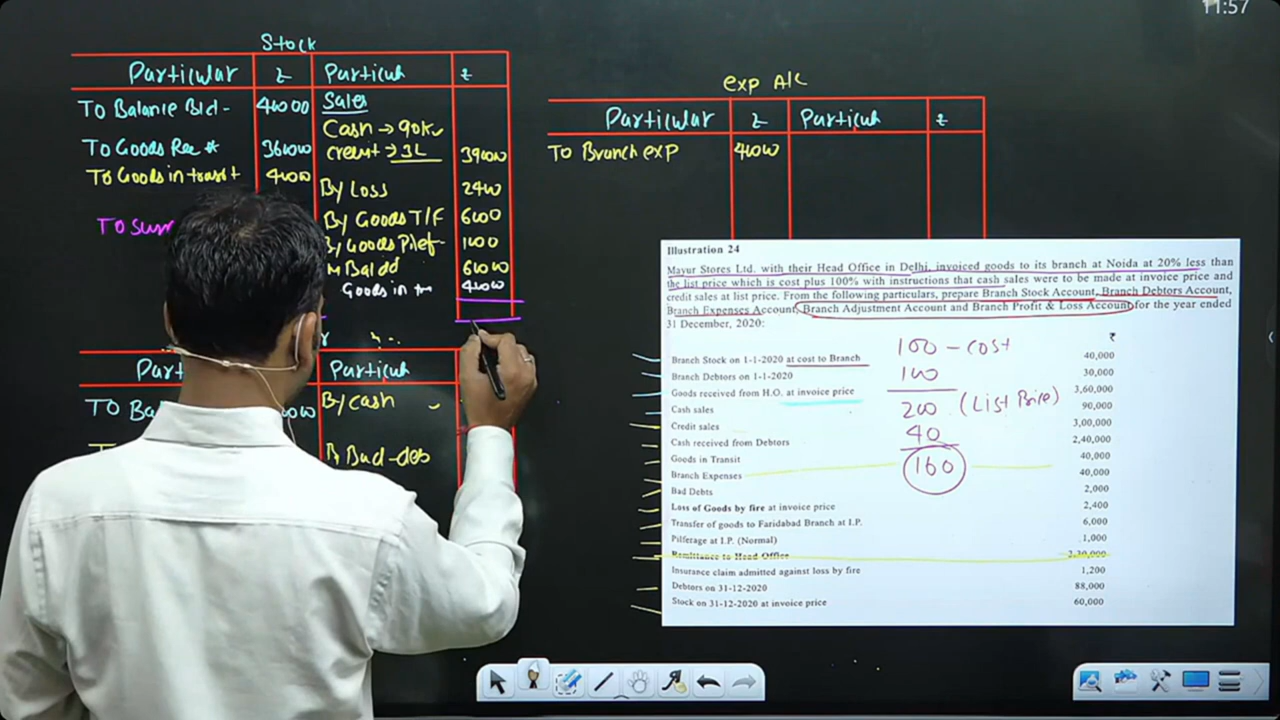 11:57
Stock
Particular ₹ Particular ₹
To Balance Bld - 40000 Sales
Cash → 90k
To Goods Rec * 360000 credit → 3L 390000
To Goods in transit 40000
By Loss 2400
To Sur
By Goods T/F 6000
By Goods Pilef- 1000
Bal dd 60000
Goods in tra 40000
Particular
To Ba By cash
By Bad-deb
exp A/C
Particular ₹ Particular ₹
To Branch exp 40000
Illustration 24
Mayur Stores Ltd. with their Head Office in Delhi, invoiced goods to its branch at Noida at 20% less than
the list price which is cost plus 100% with instructions that cash sales were to be made at invoice price and
credit sales at list price. From the following particulars, prepare Branch Stock Account, Branch Debtors Account,
Branch Expenses Account, Branch Adjustment Account and Branch Profit & Loss Account for the year ended
31 December, 2020:
₹
Branch Stock on 1-1-2020 at cost to Branch 40,000
Branch Debtors on 1-1-2020 30,000
Goods received from H.O. at invoice price 3,60,000
Cash sales 90,000
Credit sales 3,00,000
Cash received from Debtors 2,40,000
Goods in Transit 40,000
Branch Expenses 40,000
Bad Debts 2,000
Loss of Goods by fire at invoice price 2,400
Transfer of goods to Faridabad Branch at I.P. 6,000
Pilferage at I.P. (Normal) 1,000
Remittance to Head Office 2,30,000
Insurance claim admitted against loss by fire 1,200
Debtors on 31-12-2020 88,000
Stock on 31-12-2020 at invoice price 60,000
100 - cost
100
200 (List Price)
40
160